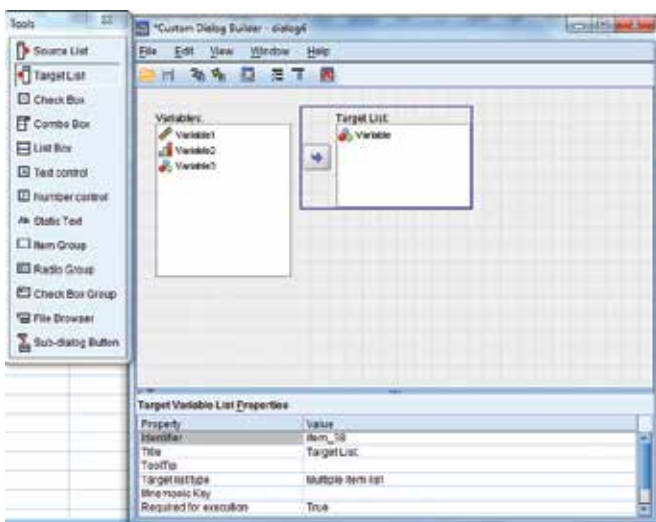 Tools
Source List
Target List
Check Box
Combo Box
List Box
Text control
Number control
Ab Static Text
Item Group
Radio Group
Check Box Group
File Browser
Sub-dialog Button
*Custom Dialog Builder - dialog6
File Edit View Window Help
Variables:
Variable1
Variable2
Variable3
Target List:
Variable
Target Variable List Properties
Property Value
Identifier item_18
Title Target List:
ToolTip
Target list type Multiple item list
Mnemonic Key
Required for execution True